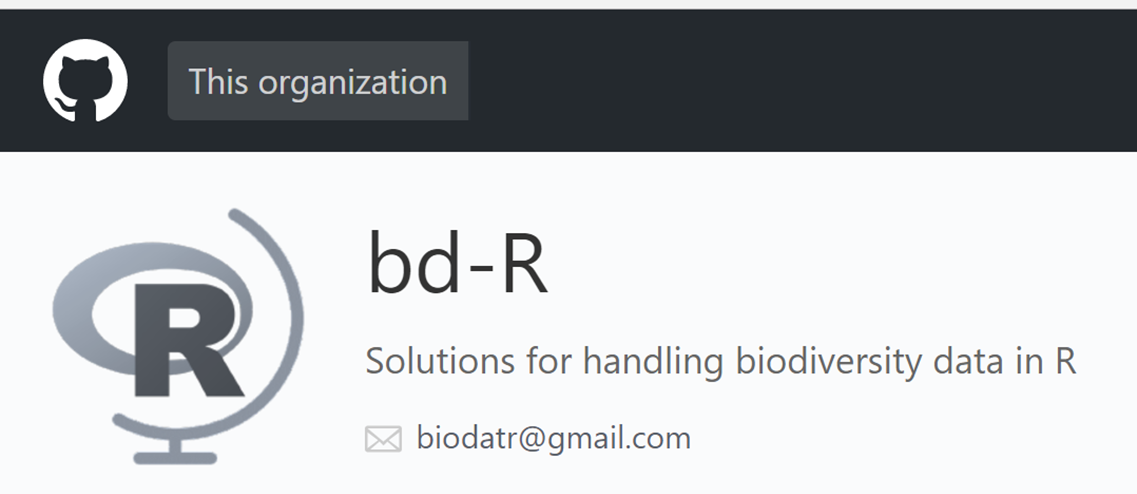 This organization
R
bd-R
Solutions for handling biodiversity data in R
biodatr@gmail.com